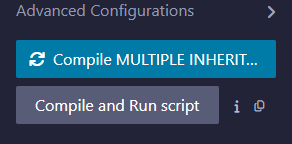 Advanced Configurations
Compile MULTIPLE INHERIT...
Compile and Run script